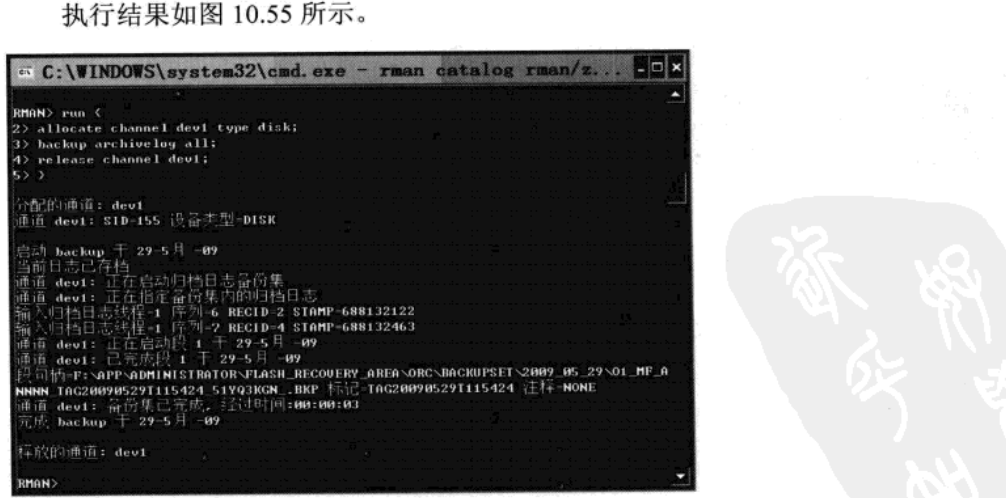 执行结果如图 10.55 所示。
C:\WINDOWS\system32\cmd.exe - rman catalog rman/z...
RMAN> run {
2> allocate channel dev1 type disk;
3> backup archivelog all;
4> release channel dev1;
5> }
分配的通道: dev1
通道 dev1: SID=155 设备类型=DISK
启动 backup 于 29-5月 -09
当前日志已存档
通道 dev1: 正在启动归档日志备份集
通道 dev1: 正在指定备份集内的归档日志
输入归档日志线程=1 序列=6 RECID=2 STAMP=688132122
输入归档日志线程=1 序列=7 RECID=4 STAMP=688132463
通道 dev1: 正在启动段 1 于 29-5月 -09
通道 dev1: 已完成段 1 于 29-5月 -09
段句柄=F:\APP\ADMINISTRATOR\FLASH_RECOVERY_AREA\ORC\BACKUPSET\2009_05_29\O1_MF_A
NNNN_TAG20090529T115424_51YQ3KGN_.BKP 标记=TAG20090529T115424 注释=NONE
通道 dev1: 备份集已完成, 经过时间:00:00:03
完成 backup 于 29-5月 -09
释放的通道: dev1
RMAN>